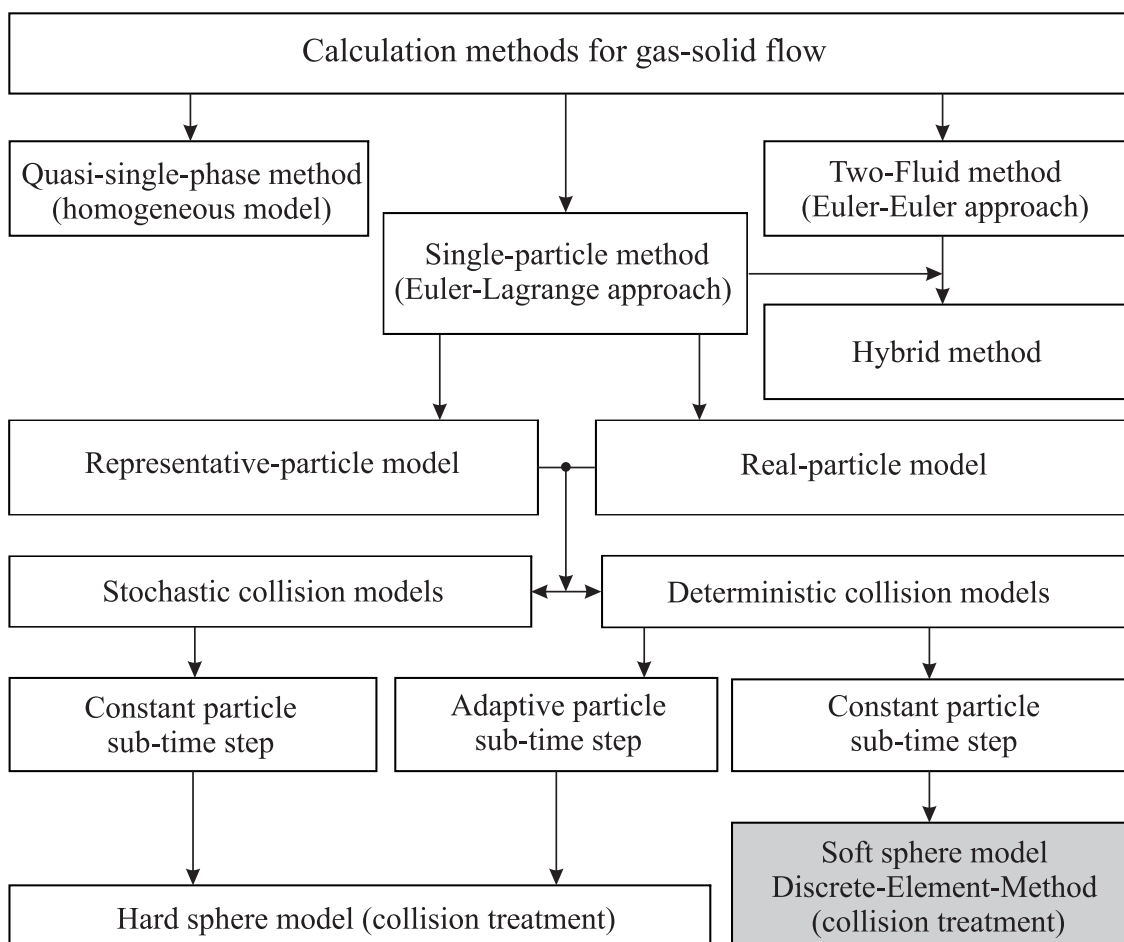 Calculation methods for gas-solid flow
Quasi-single-phase method
(homogeneous model)
Two-Fluid method
(Euler-Euler approach)
Single-particle method
(Euler-Lagrange approach)
Hybrid method
Representative-particle model
Real-particle model
Stochastic collision models
Deterministic collision models
Constant particle
sub-time step
Adaptive particle
sub-time step
Constant particle
sub-time step
Soft sphere model
Discrete-Element-Method
(collision treatment)
Hard sphere model (collision treatment)